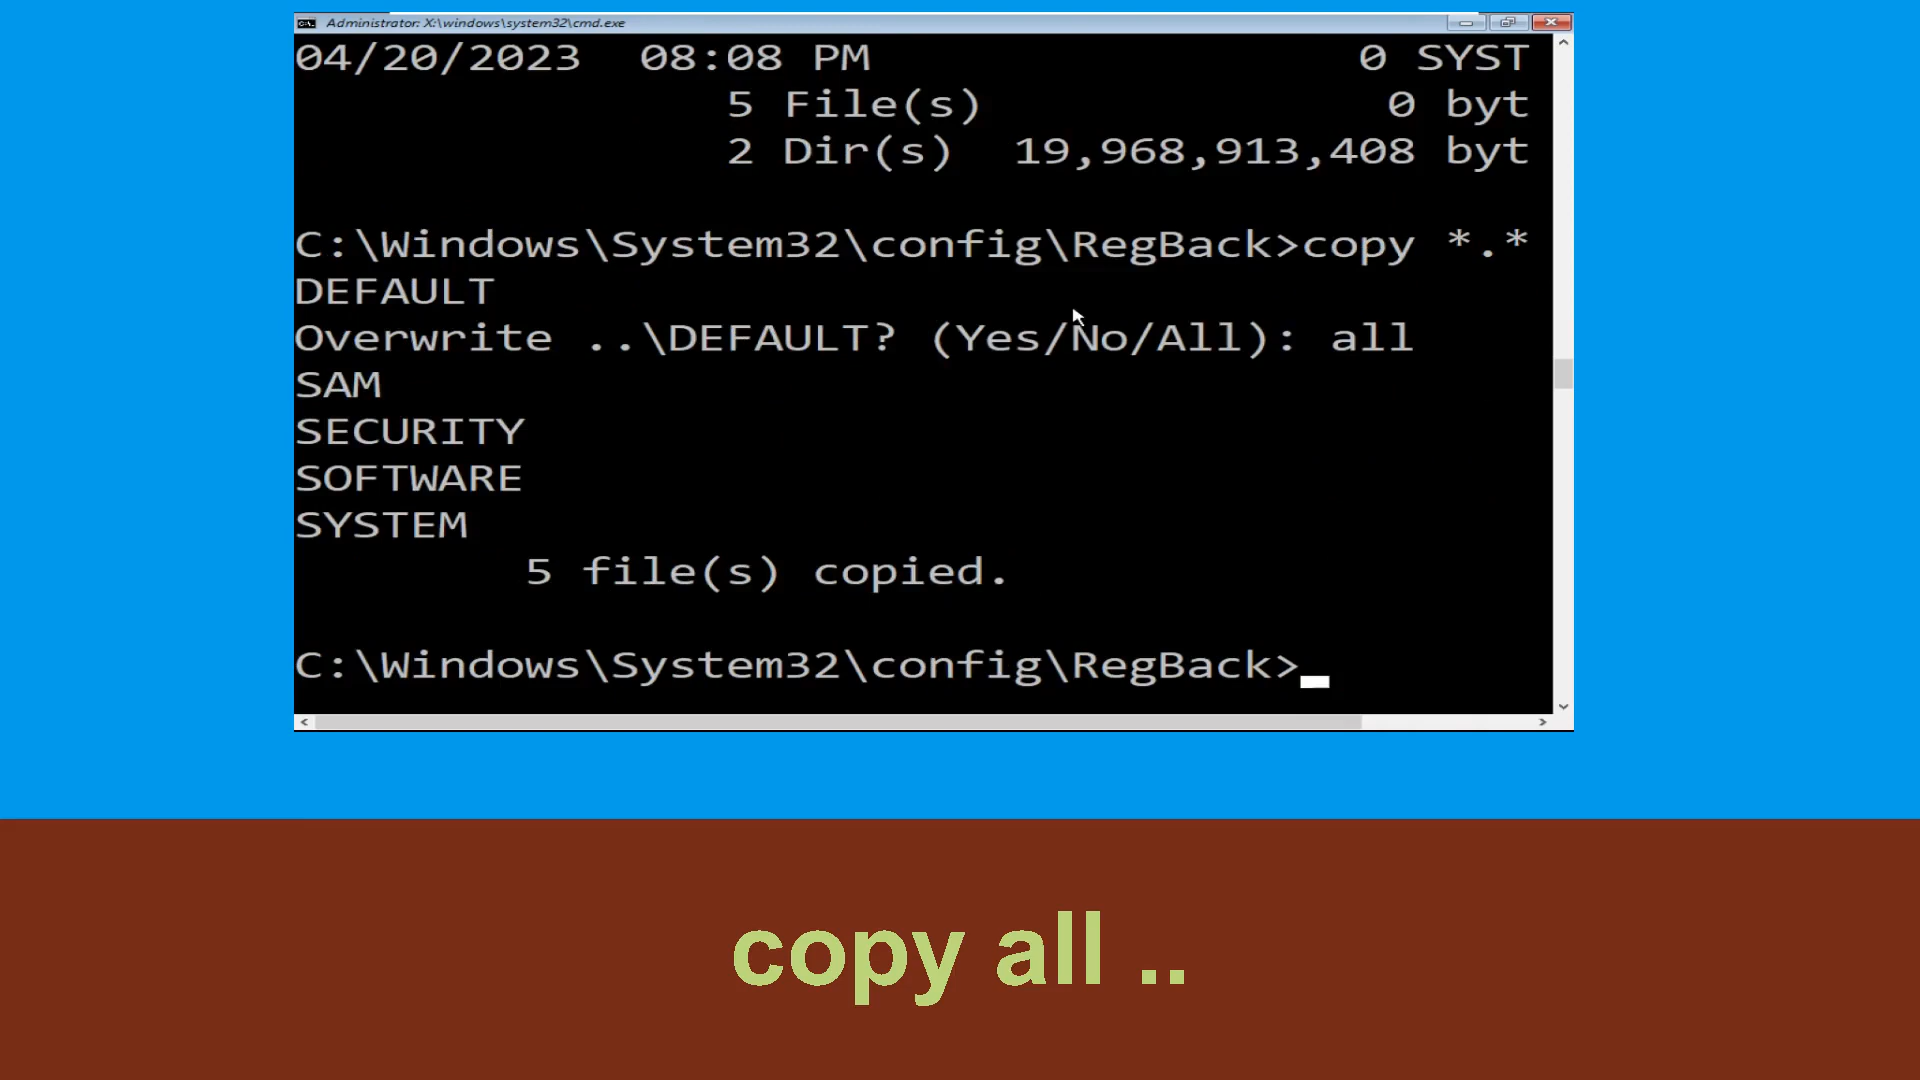 Administrator: X:\windows\system32\cmd.exe
04/20/2023 08:08 PM 0 SYST
5 File(s) 0 byt
2 Dir(s) 19,968,913,408 byt
C:\Windows\System32\config\RegBack>copy *.*
DEFAULT
Overwrite ..\DEFAULT? (Yes/No/All): all
SAM
SECURITY
SOFTWARE
SYSTEM
5 file(s) copied.
C:\Windows\System32\config\RegBack>
copy all ..